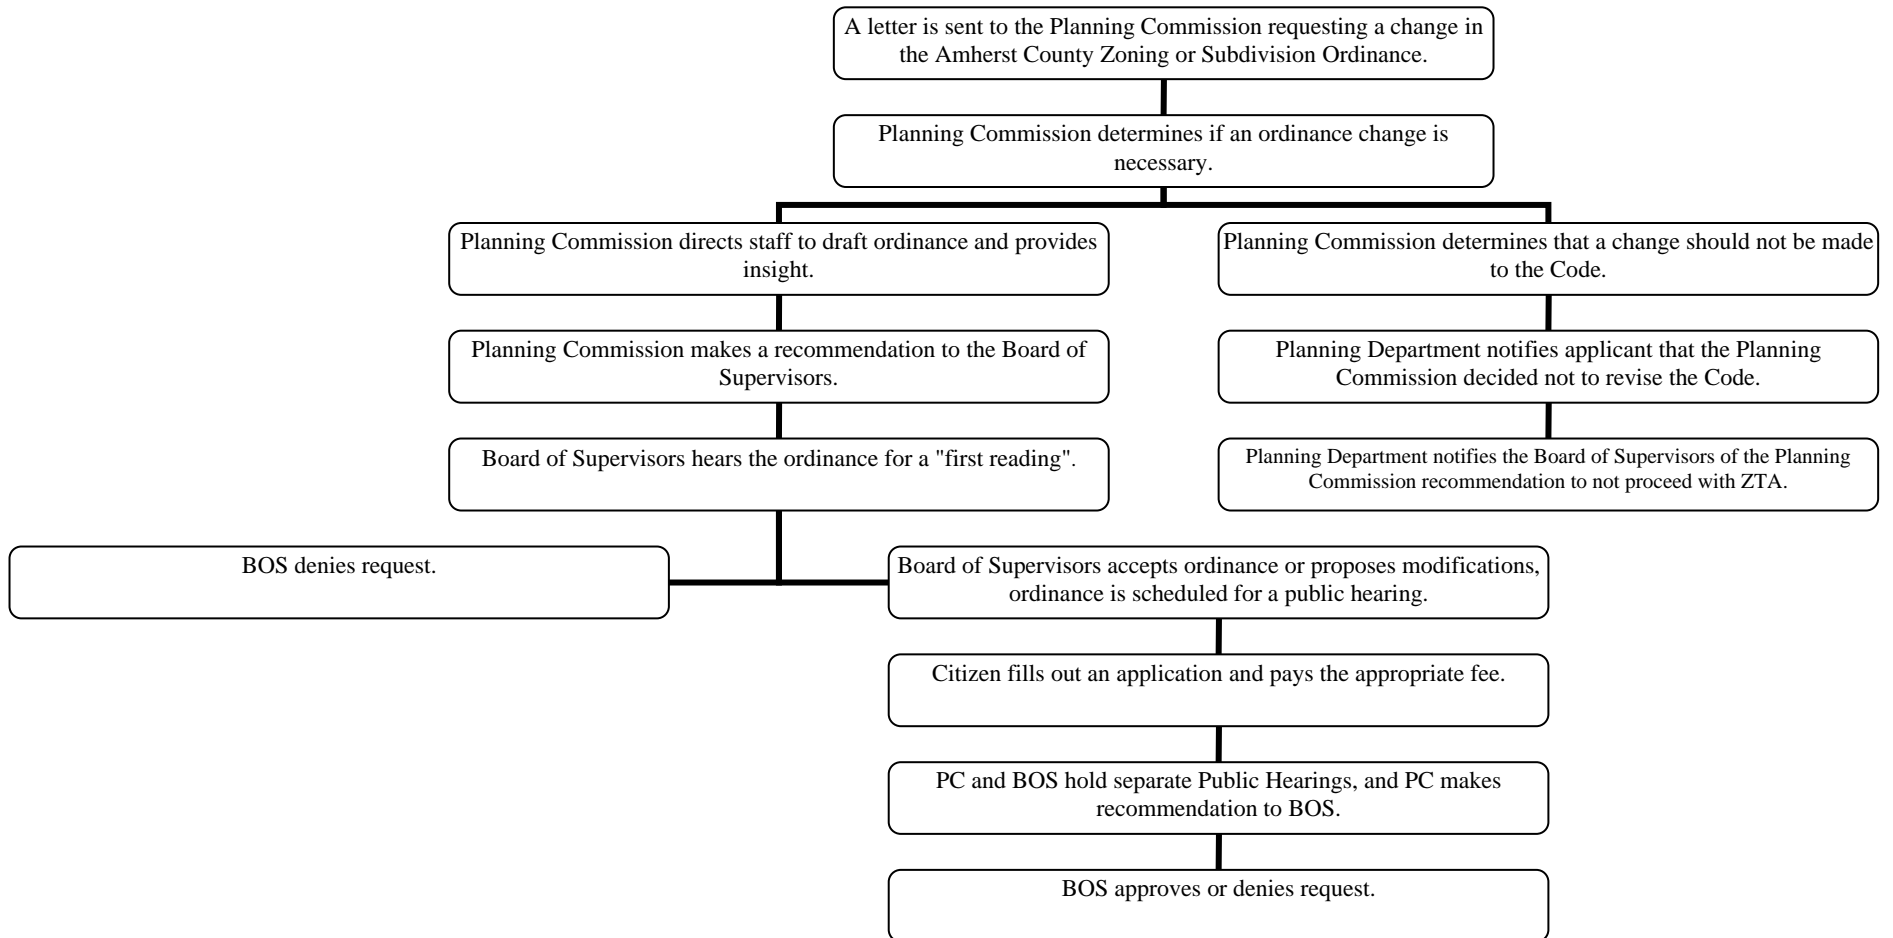 A letter is sent to the Planning Commission requesting a change in
the Amherst County Zoning or Subdivision Ordinance.
Planning Commission determines if an ordinance change is
necessary.
Planning Commission directs staff to draft ordinance and provides
insight.
Planning Commission determines that a change should not be made
to the Code.
Planning Commission makes a recommendation to the Board of
Supervisors.
Planning Department notifies applicant that the Planning
Commission decided not to revise the Code.
Board of Supervisors hears the ordinance for a "first reading".
Planning Department notifies the Board of Supervisors of the Planning
Commission recommendation to not proceed with ZTA.
BOS denies request.
Board of Supervisors accepts ordinance or proposes modifications,
ordinance is scheduled for a public hearing.
Citizen fills out an application and pays the appropriate fee.
PC and BOS hold separate Public Hearings, and PC makes
recommendation to BOS.
BOS approves or denies request.